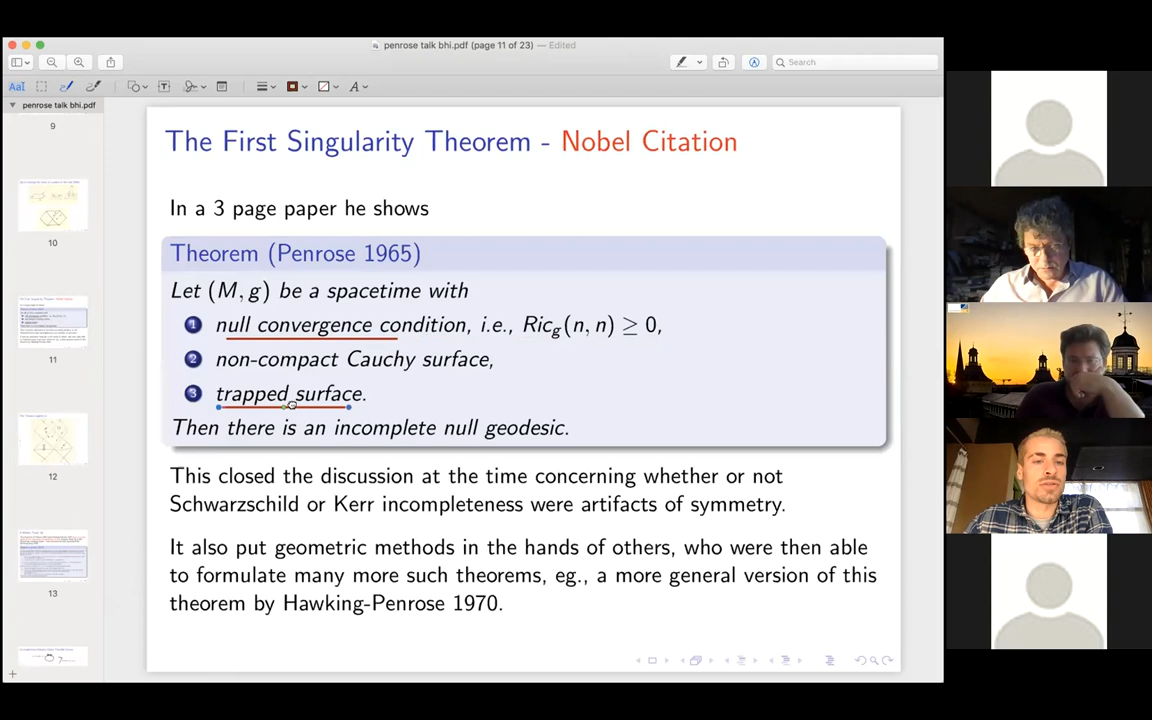 penrose talk bhi.pdf (page 11 of 23) — Edited
Search
penrose talk bhi.pdf
9
10
11
12
13
The First Singularity Theorem - Nobel Citation
In a 3 page paper he shows
Theorem (Penrose 1965)
Let (M, g) be a spacetime with
1 null convergence condition, i.e., Ric_g(n, n) ≥ 0,
2 non-compact Cauchy surface,
3 trapped surface.
Then there is an incomplete null geodesic.
This closed the discussion at the time concerning whether or not
Schwarzschild or Kerr incompleteness were artifacts of symmetry.
It also put geometric methods in the hands of others, who were then able
to formulate many more such theorems, eg., a more general version of this
theorem by Hawking-Penrose 1970.